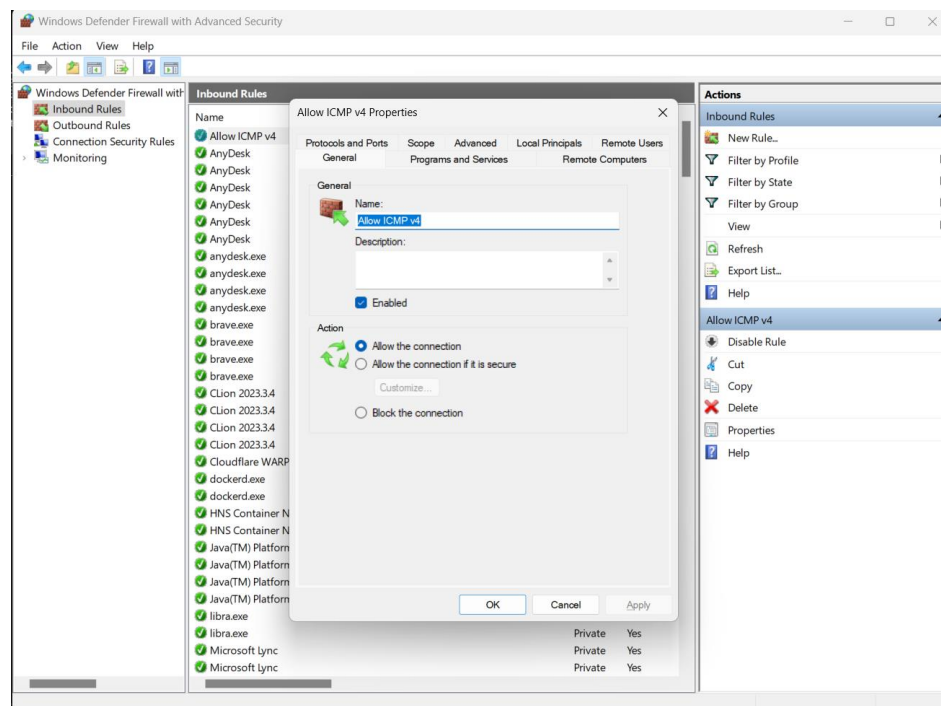 Windows Defender Firewall with Advanced Security
File Action View Help
Windows Defender Firewall with
Inbound Rules
Outbound Rules
Connection Security Rules
Monitoring
Inbound Rules
Name
Allow ICMP v4
AnyDesk
AnyDesk
AnyDesk
AnyDesk
AnyDesk
AnyDesk
anydesk.exe
anydesk.exe
anydesk.exe
anydesk.exe
brave.exe
brave.exe
brave.exe
brave.exe
CLion 2023.3.4
CLion 2023.3.4
CLion 2023.3.4
CLion 2023.3.4
Cloudflare WARP
dockerd.exe
dockerd.exe
HNS Container N
HNS Container N
Java(TM) Platforn
Java(TM) Platforn
Java(TM) Platforn
Java(TM) Platforn
libra.exe
libra.exe Private Yes
Microsoft Lync Private Yes
Microsoft Lync Private Yes
Allow ICMP v4 Properties
Protocols and Ports Scope Advanced Local Principals Remote Users
General Programs and Services Remote Computers
General
Name:
Allow ICMP v4
Description:
Enabled
Action
Allow the connection
Allow the connection if it is secure
Customize...
Block the connection
OK Cancel Apply
Actions
Inbound Rules
New Rule...
Filter by Profile
Filter by State
Filter by Group
View
Refresh
Export List...
Help
Allow ICMP v4
Disable Rule
Cut
Copy
Delete
Properties
Help